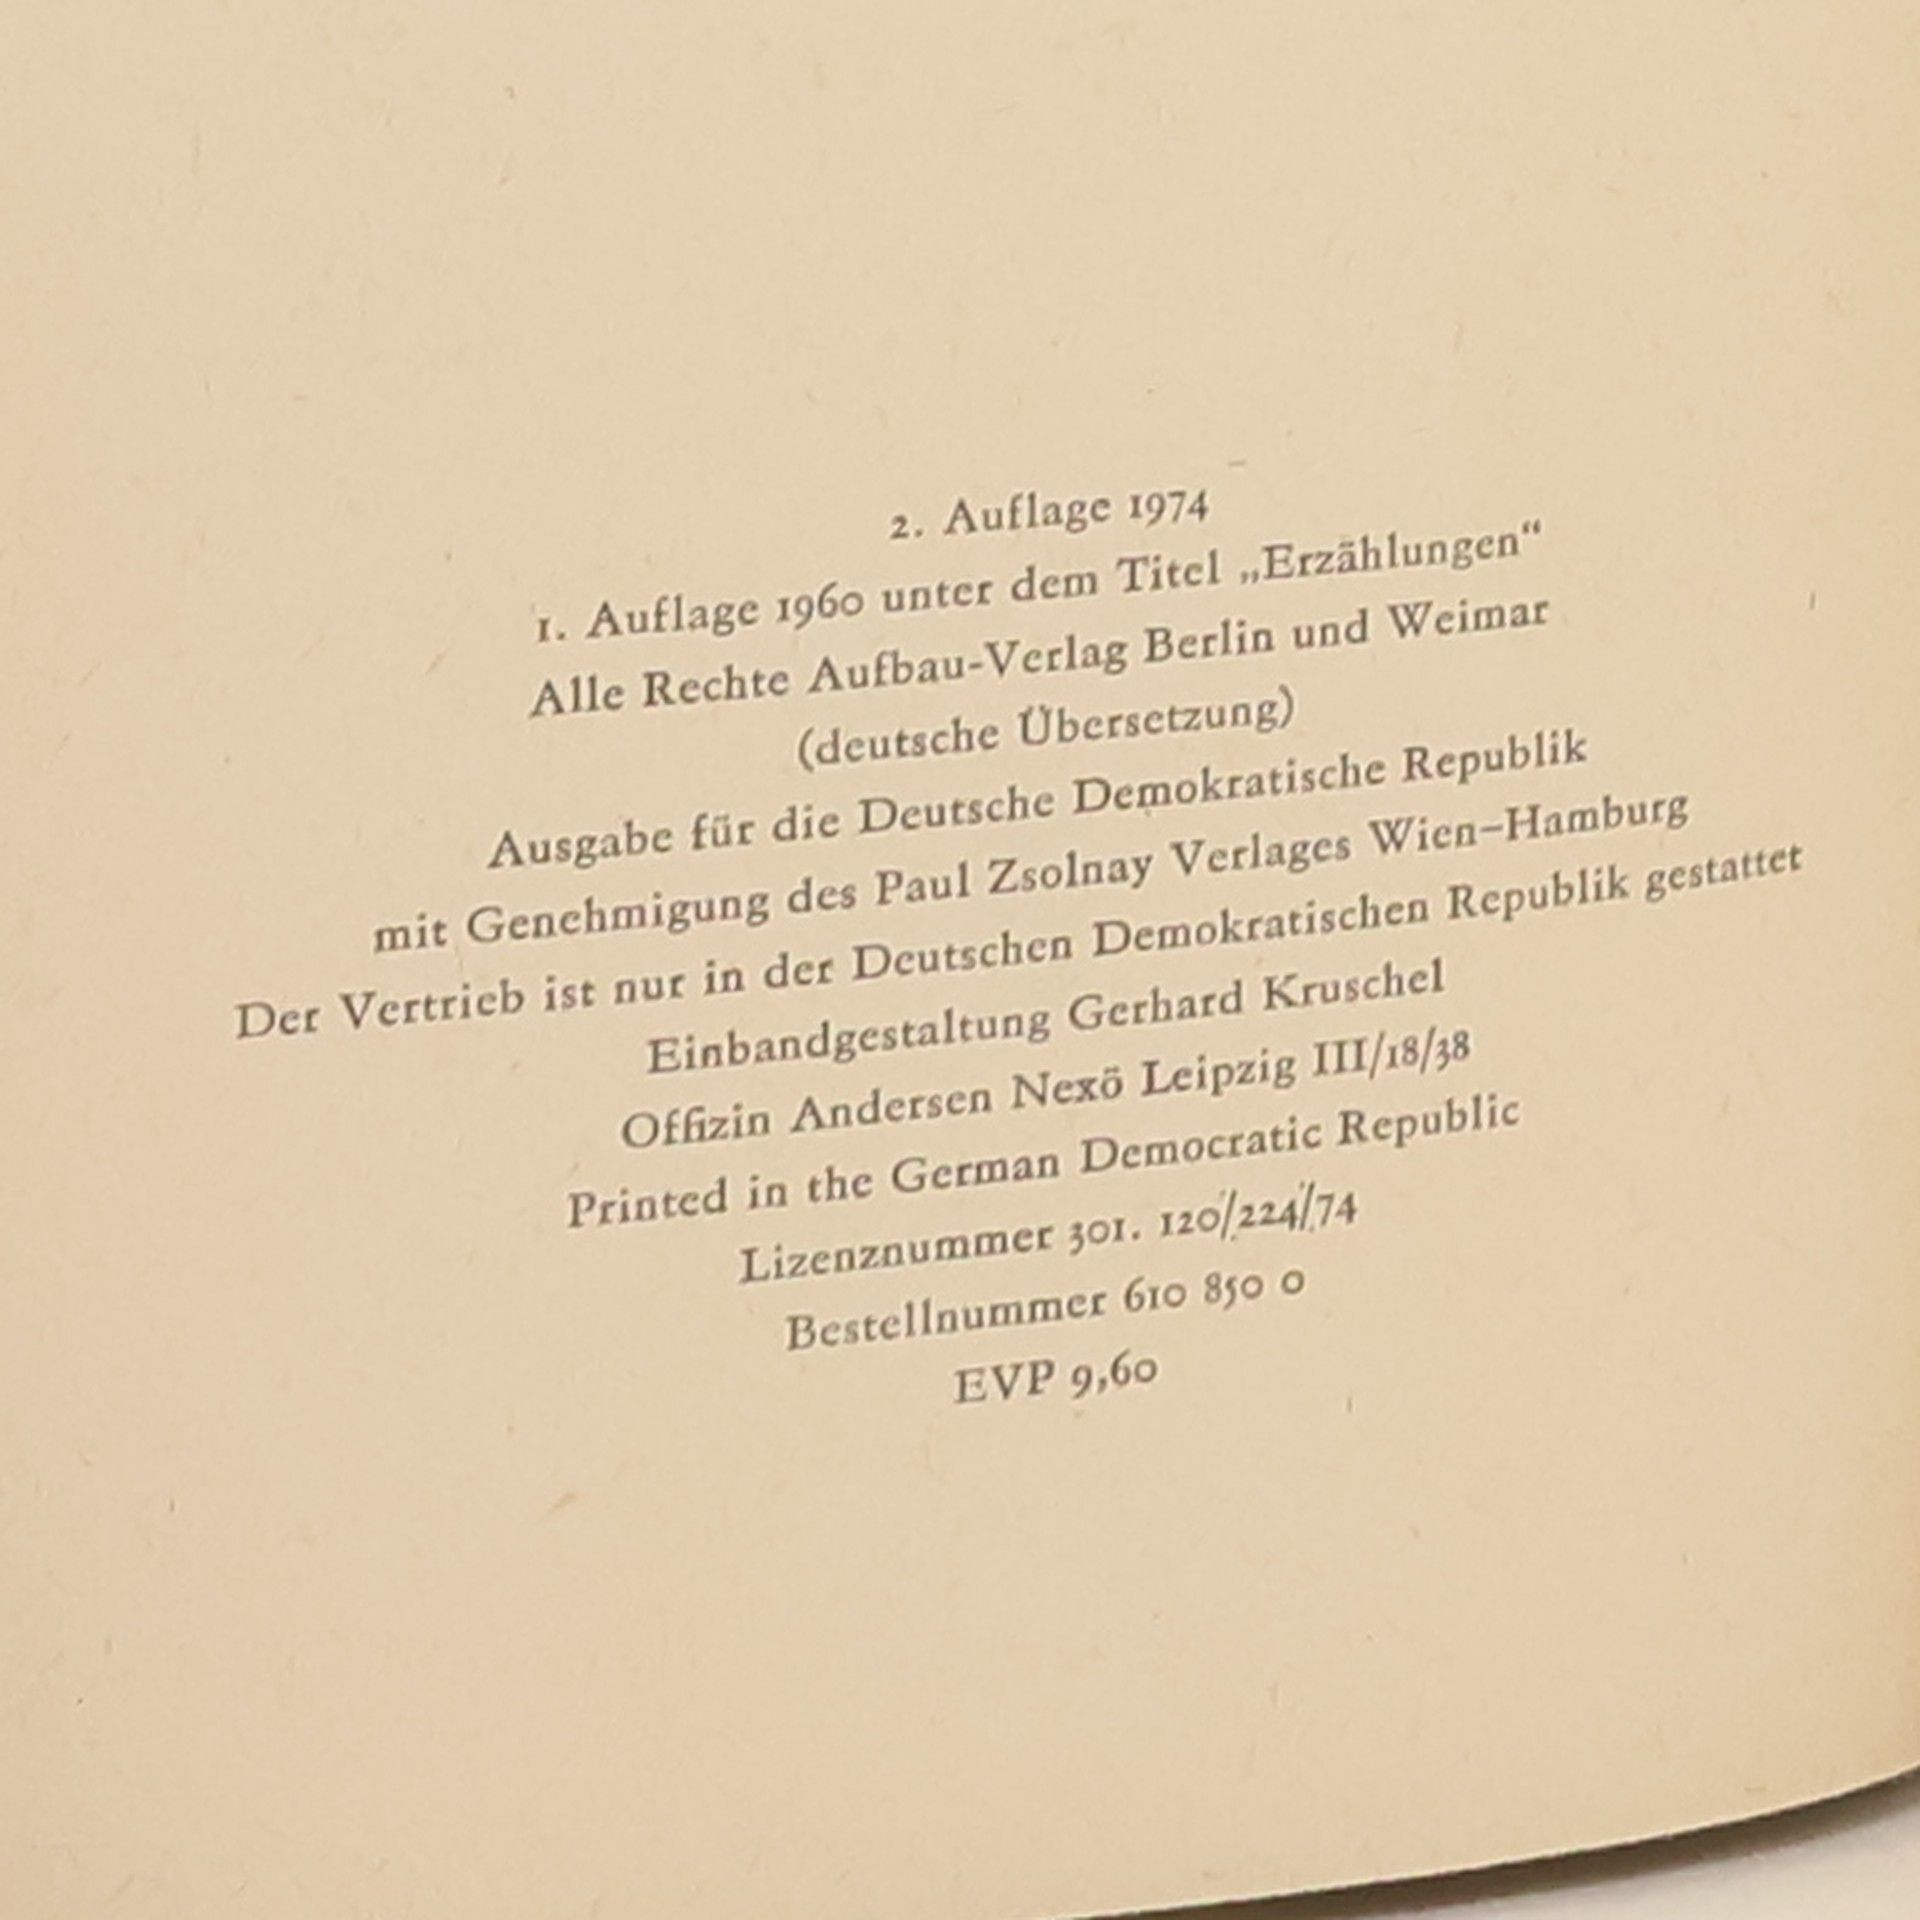 2. Auflage 1974
1. Auflage 1960 unter dem Titel „Erzählungen“
Alle Rechte Aufbau-Verlag Berlin und Weimar
(deutsche Übersetzung)
Ausgabe für die Deutsche Demokratische Republik
mit Genehmigung des Paul Zsolnay Verlages Wien–Hamburg
Der Vertrieb ist nur in der Deutschen Demokratischen Republik gestattet
Einbandgestaltung Gerhard Kruschel
Offizin Andersen Nexö Leipzig III/18/38
Printed in the German Democratic Republic
Lizenznummer 301. 120/224/74
Bestellnummer 610 850 0
EVP 9,60